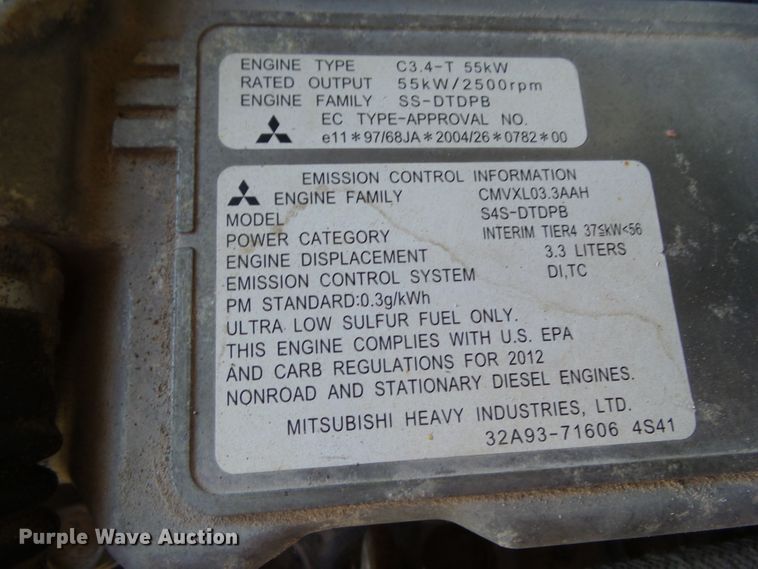 ENGINE TYPE C3.4-T 55kW
RATED OUTPUT 55kW/2500rpm
ENGINE FAMILY SS-DTDPB
EC TYPE-APPROVAL NO.
e11*97/68JA*2004/26*0782*00
EMISSION CONTROL INFORMATION
ENGINE FAMILY CMVXL03.3AAH
MODEL S4S-DTDPB
POWER CATEGORY INTERIM TIER4 37≦kW<56
ENGINE DISPLACEMENT 3.3 LITERS
EMISSION CONTROL SYSTEM DI,TC
PM STANDARD:0.3g/kWh
ULTRA LOW SULFUR FUEL ONLY.
THIS ENGINE COMPLIES WITH U.S. EPA
AND CARB REGULATIONS FOR 2012
NONROAD AND STATIONARY DIESEL ENGINES.
MITSUBISHI HEAVY INDUSTRIES, LTD.
32A93-71606 4S41
Purple Wave Auction